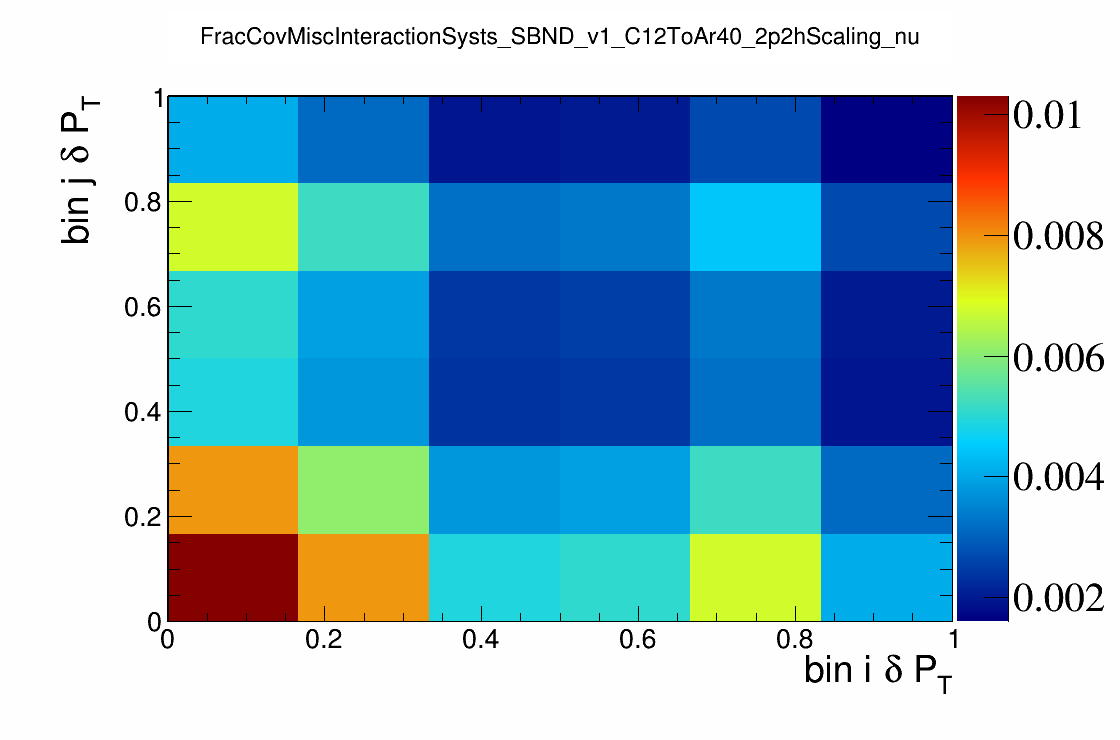 FracCovMiscInteractionSysts_SBND_v1_C12ToAr40_2p2hScaling_nu
bin j δ P_T
1
0.8
0.6
0.4
0.2
0
0 0.2 0.4 0.6 0.8 1
bin i δ P_T
0.01
0.008
0.006
0.004
0.002